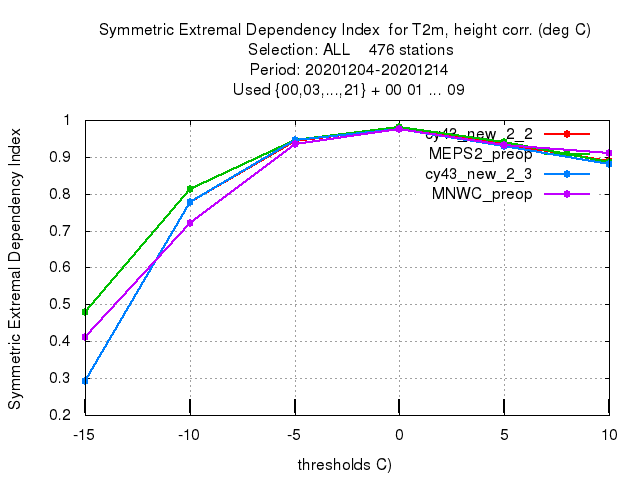 Symmetric Extremal Dependency Index  for T2m, height corr. (deg C)
Selection: ALL    476 stations
Period: 20201204-20201214
Used {00,03,...,21} + 00 01 ... 09
Symmetric Extremal Dependency Index
1
0.9
0.8
0.7
0.6
0.5
0.4
0.3
0.2
cy43_new_2_2
MEPS2_preop
cy43_new_2_3
MNWC_preop
-15 -10 -5 0 5 10
thresholds C)